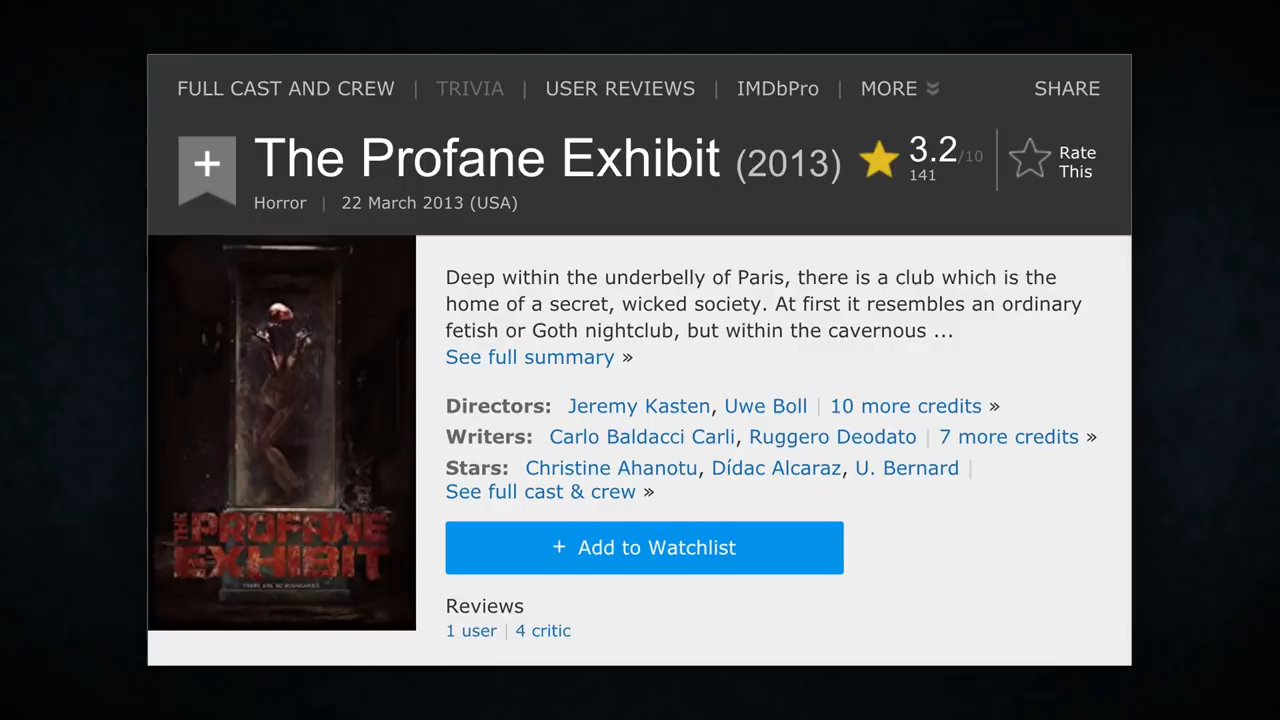 FULL CAST AND CREW | TRIVIA | USER REVIEWS | IMDbPro | MORE SHARE
+ The Profane Exhibit (2013) 3.2/10 Rate
141 This
Horror | 22 March 2013 (USA)
Deep within the underbelly of Paris, there is a club which is the
home of a secret, wicked society. At first it resembles an ordinary
fetish or Goth nightclub, but within the cavernous ...
See full summary »
Directors: Jeremy Kasten, Uwe Boll | 10 more credits »
Writers: Carlo Baldacci Carli, Ruggero Deodato | 7 more credits »
Stars: Christine Ahanotu, Dídac Alcaraz, U. Bernard |
See full cast & crew »
THE PROFANE
EXHIBIT
THERE ARE NO BOUNDARIES
+ Add to Watchlist
Reviews
1 user | 4 critic